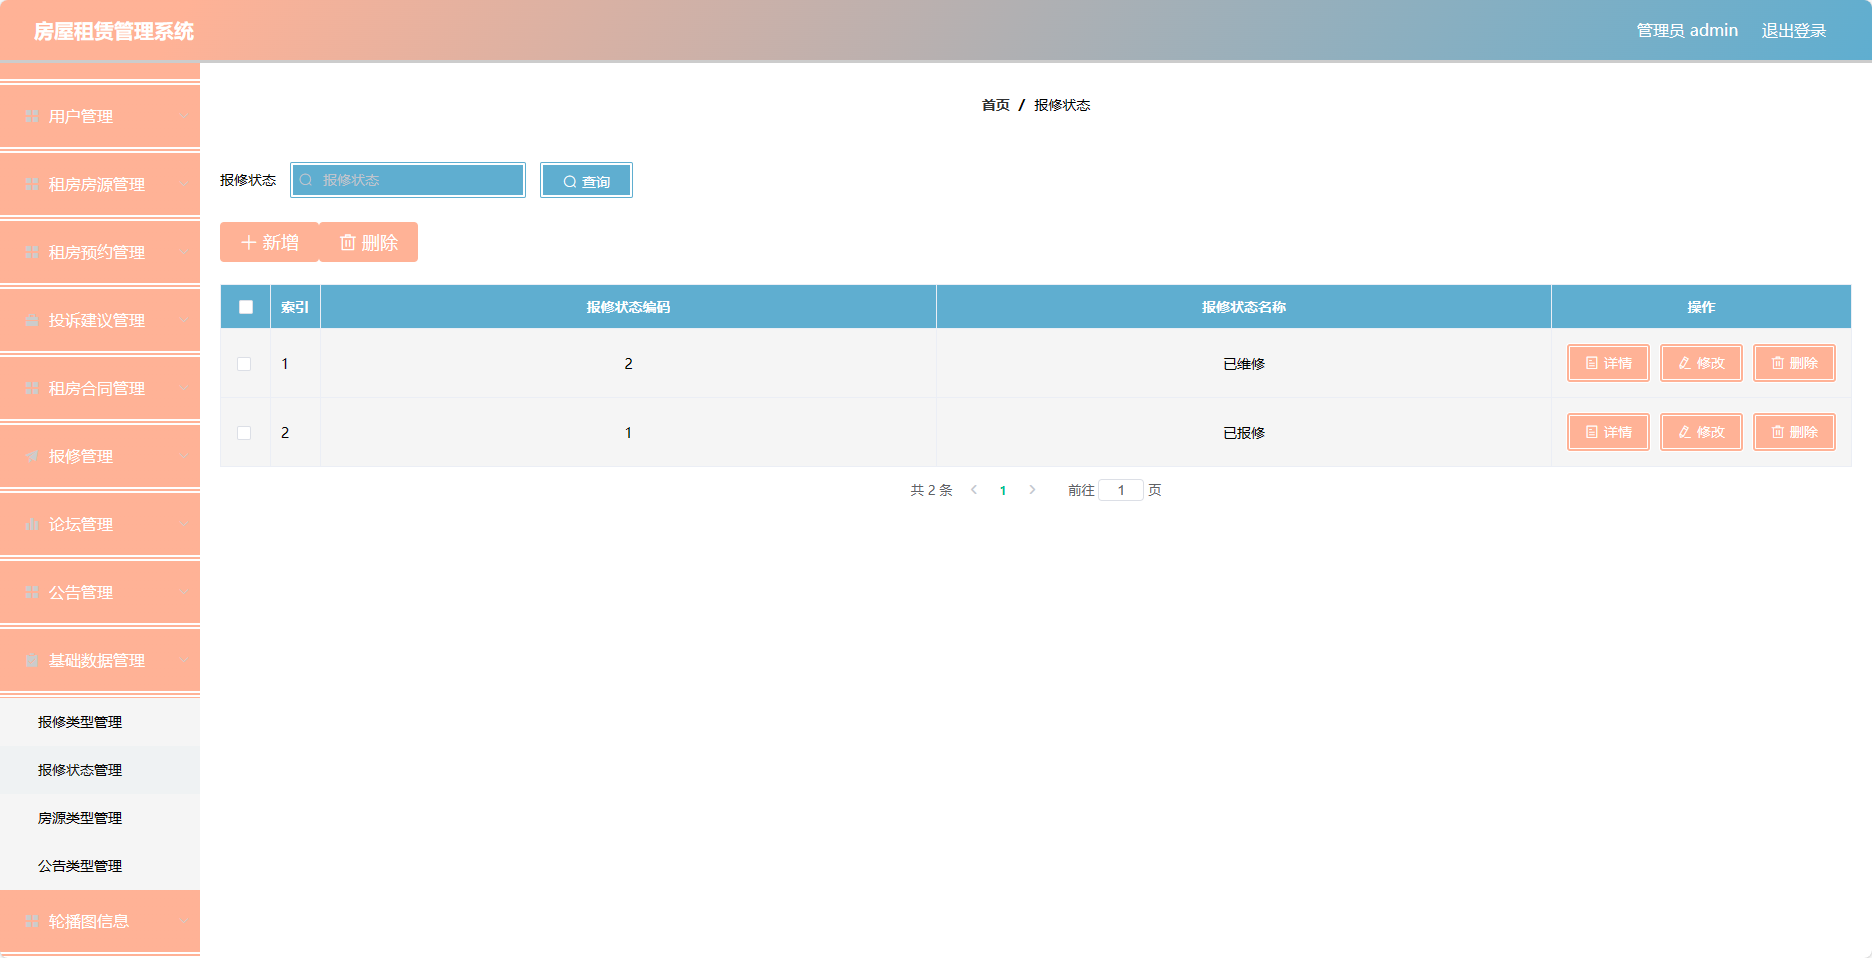 房屋租赁管理系统
管理员 admin 退出登录
用户管理
租房房源管理
租房预约管理
投诉建议管理
租房合同管理
报修管理
论坛管理
公告管理
基础数据管理
报修类型管理
报修状态管理
房源类型管理
公告类型管理
轮播图信息
首页 / 报修状态
报修状态 报修状态 查询
新增 删除
索引 报修状态编码 报修状态名称 操作
1 2 已维修 详情 修改 删除
2 1 已报修 详情 修改 删除
共 2 条 1 前往 1 页